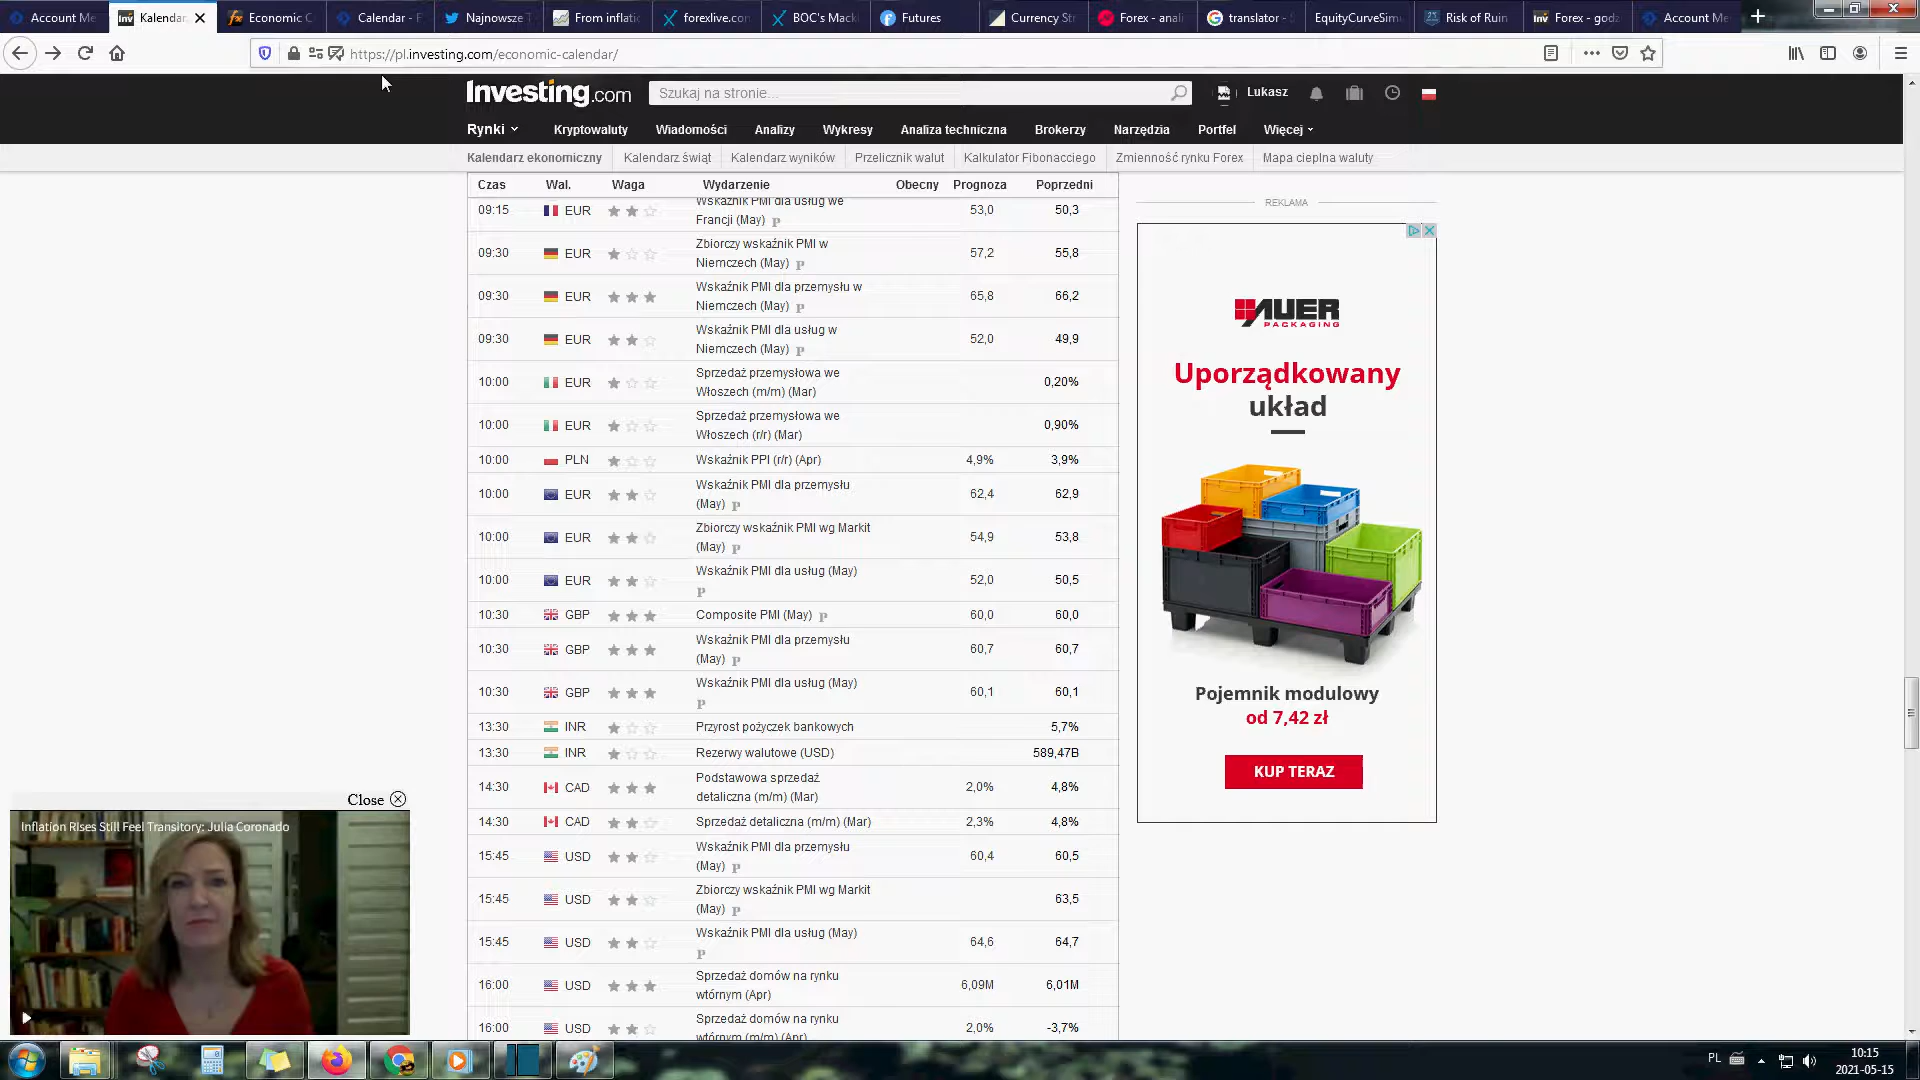 Account Me
Kalendar
Economic C
Calendar - F
Najnowsze T
From inflatic
forexlive.con
BOC's Mackl
Futures
Currency Str
Forex - anali
translator - S
EquityCurveSimu
Risk of Ruin
Forex - godz
Account Me
https://pl.investing.com/economic-calendar/
Investing.com
Szukaj na stronie...
Lukasz
Rynki
Kryptowaluty
Wiadomości
Analizy
Wykresy
Analiza techniczna
Brokerzy
Narzędzia
Portfel
Więcej
Kalendarz ekonomiczny
Kalendarz świąt
Kalendarz wyników
Przelicznik walut
Kalkulator Fibonacciego
Zmienność rynku Forex
Mapa cieplna waluty
Czas Wal. Waga Wydarzenie Obecny Prognoza Poprzedni
09:15 EUR Wskaźnik PMI dla usług we 53,0 50,3
Francji (May) P
09:30 EUR Zbiorczy wskaźnik PMI w 57,2 55,8
Niemczech (May) P
09:30 EUR Wskaźnik PMI dla przemysłu w 65,8 66,2
Niemczech (May) P
09:30 EUR Wskaźnik PMI dla usług w 52,0 49,9
Niemczech (May) P
10:00 EUR Sprzedaż przemysłowa we 0,20%
Włoszech (m/m) (Mar)
10:00 EUR Sprzedaż przemysłowa we 0,90%
Włoszech (r/r) (Mar)
10:00 PLN Wskaźnik PPI (r/r) (Apr) 4,9% 3,9%
10:00 EUR Wskaźnik PMI dla przemysłu 62,4 62,9
(May) P
10:00 EUR Zbiorczy wskaźnik PMI wg Markit 54,9 53,8
(May) P
10:00 EUR Wskaźnik PMI dla usług (May) 52,0 50,5
P
10:30 GBP Composite PMI (May) P 60,0 60,0
10:30 GBP Wskaźnik PMI dla przemysłu 60,7 60,7
(May) P
10:30 GBP Wskaźnik PMI dla usług (May) 60,1 60,1
P
13:30 INR Przyrost pożyczek bankowych 5,7%
13:30 INR Rezerwy walutowe (USD) 589,47B
14:30 CAD Podstawowa sprzedaż 2,0% 4,8%
detaliczna (m/m) (Mar)
14:30 CAD Sprzedaż detaliczna (m/m) (Mar) 2,3% 4,8%
15:45 USD Wskaźnik PMI dla przemysłu 60,4 60,5
(May) P
15:45 USD Zbiorczy wskaźnik PMI wg Markit 63,5
(May) P
15:45 USD Wskaźnik PMI dla usług (May) 64,6 64,7
P
16:00 USD Sprzedaż domów na rynku 6,09M 6,01M
wtórnym (Apr)
16:00 USD Sprzedaż domów na rynku 2,0% -3,7%
wtórnym (m/m) (Apr)
REKLAMA
AUER
PACKAGING
Uporządkowany
układ
Pojemnik modulowy
od 7,42 zł
KUP TERAZ
Close
Inflation RIses Still Feel Transitory: Julia Coronado
PL
10:15
2021-05-15